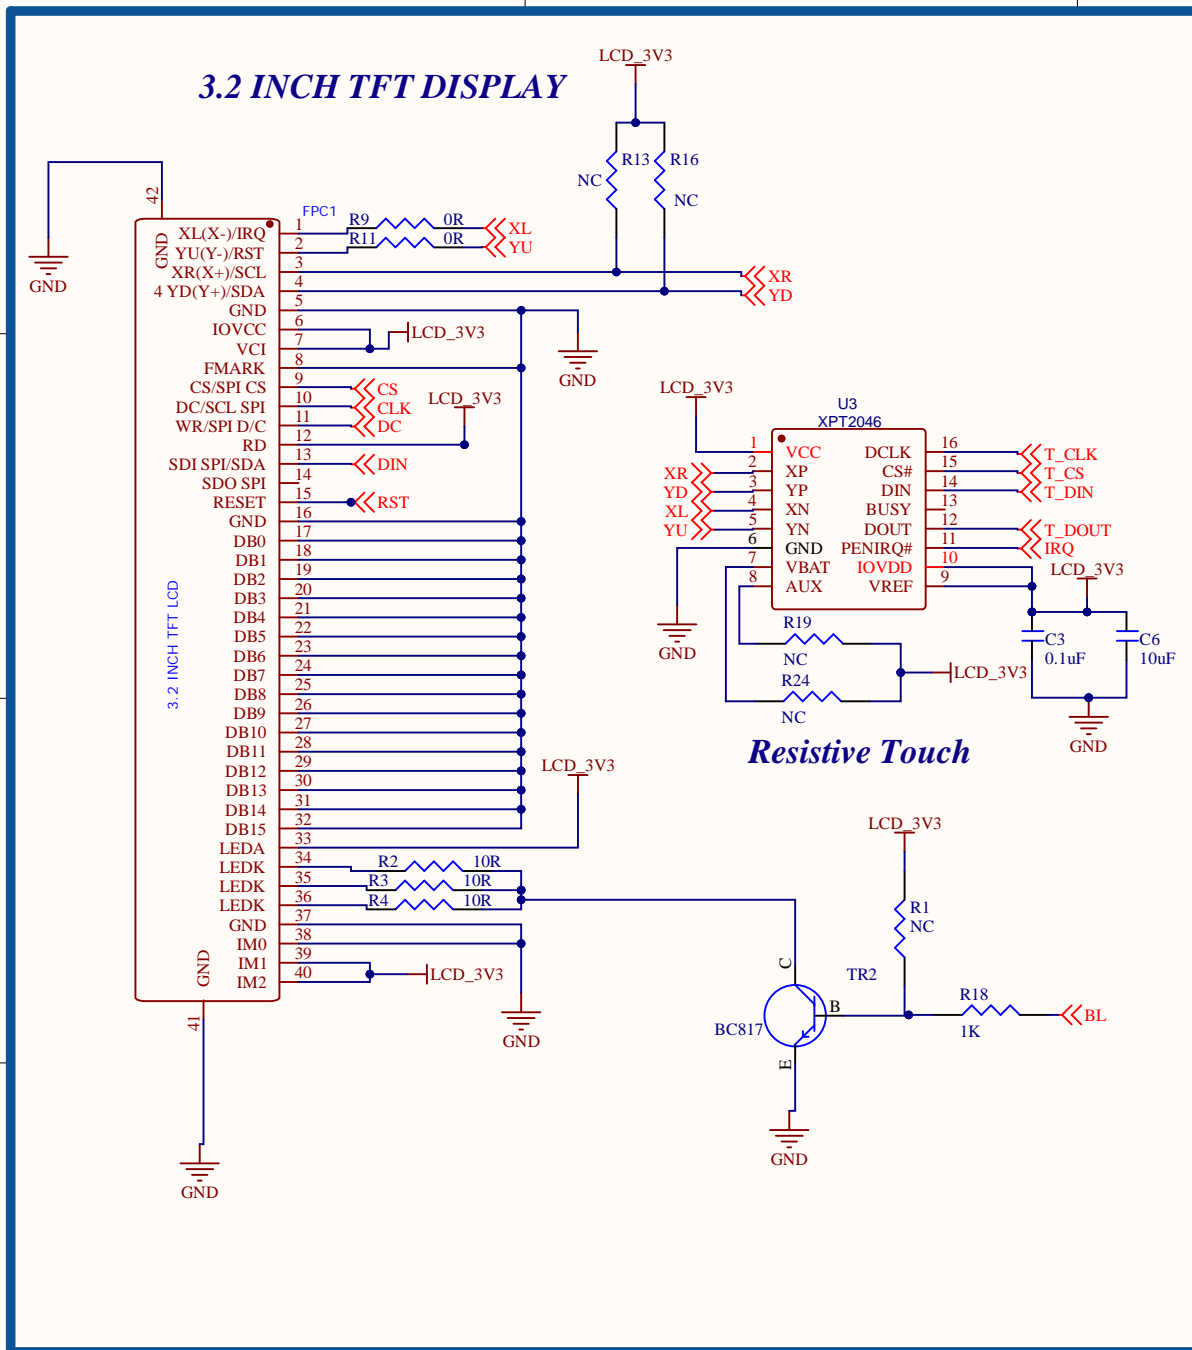 3.2 INCH TFT DISPLAY
LCD_3V3
R13
NC
R16
NC
42
GND
GND
FPC1
XL(X-)/IRQ 1 R9 0R XL
YU(Y-)/RST 2 R11 0R YU
XR(X+)/SCL 3 XR
4 YD(Y+)/SDA 4 YD
GND 5
IOVCC 6
VCI 7 LCD_3V3
FMARK 8
GND
CS/SPI CS 9 CS
DC/SCL SPI 10 CLK
WR/SPI D/C 11 DC
RD 12 LCD_3V3
SDI SPI/SDA 13 DIN
SDO SPI 14
RESET 15 RST
GND 16
DB0 17
DB1 18
DB2 19
DB3 20
DB4 21
DB5 22
DB6 23
DB7 24
DB8 25
DB9 26
DB10 27
DB11 28
DB12 29
DB13 30
DB14 31
DB15 32
LEDA 33 LCD_3V3
LEDK 34 R2 10R
LEDK 35 R3 10R
LEDK 36 R4 10R
GND 37
IM0 38
IM1 39
IM2 40 LCD_3V3
GND
3.2 INCH TFT LCD
GND
41
GND
LCD_3V3
U3
XPT2046
1 VCC DCLK 16 T_CLK
XR 2 XP CS# 15 T_CS
YD 3 YP DIN 14 T_DIN
XL 4 XN BUSY 13
YU 5 YN DOUT 12 T_DOUT
6 GND PENIRQ# 11 IRQ
7 VBAT IOVDD 10
8 AUX VREF 9
LCD_3V3
GND
R19
NC
R24
NC
LCD_3V3
C3
0.1uF
C6
10uF
GND
Resistive Touch
LCD_3V3
R1
NC
TR2
C
B
E
BC817
R18
1K
BL
GND